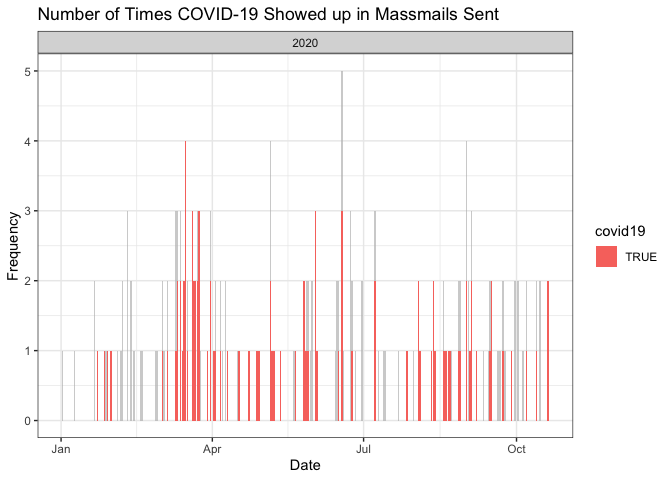 Number of Times COVID-19 Showed up in Massmails Sent
2020
5
4
3
2
1
0
Frequency
Jan
Apr
Jul
Oct
Date
covid19
TRUE